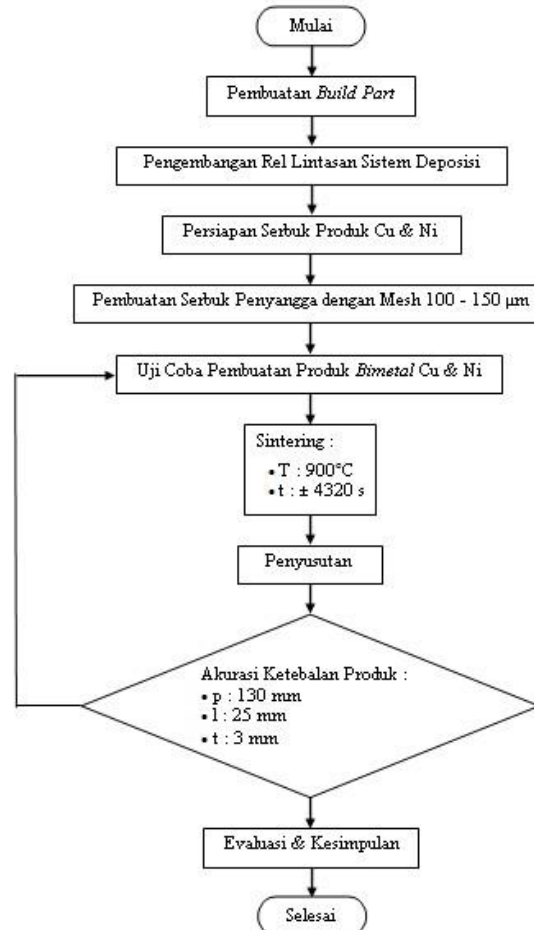 Mulai
Pembuatan Build Part
Pengembangan Rel Lintasan Sistem Deposisi
Persiapan Serbuk Produk Cu & Ni
Pembuatan Serbuk Penyangga dengan Mesh 100 - 150 µm
Uji Coba Pembuatan Produk Bimetal Cu & Ni
Sintering :
• T : 900°C
• t : ± 4320 s
Penyusutan
Akurasi Ketebalan Produk :
• p : 130 mm
• l : 25 mm
• t : 3 mm
Evaluasi & Kesimpulan
Selesai